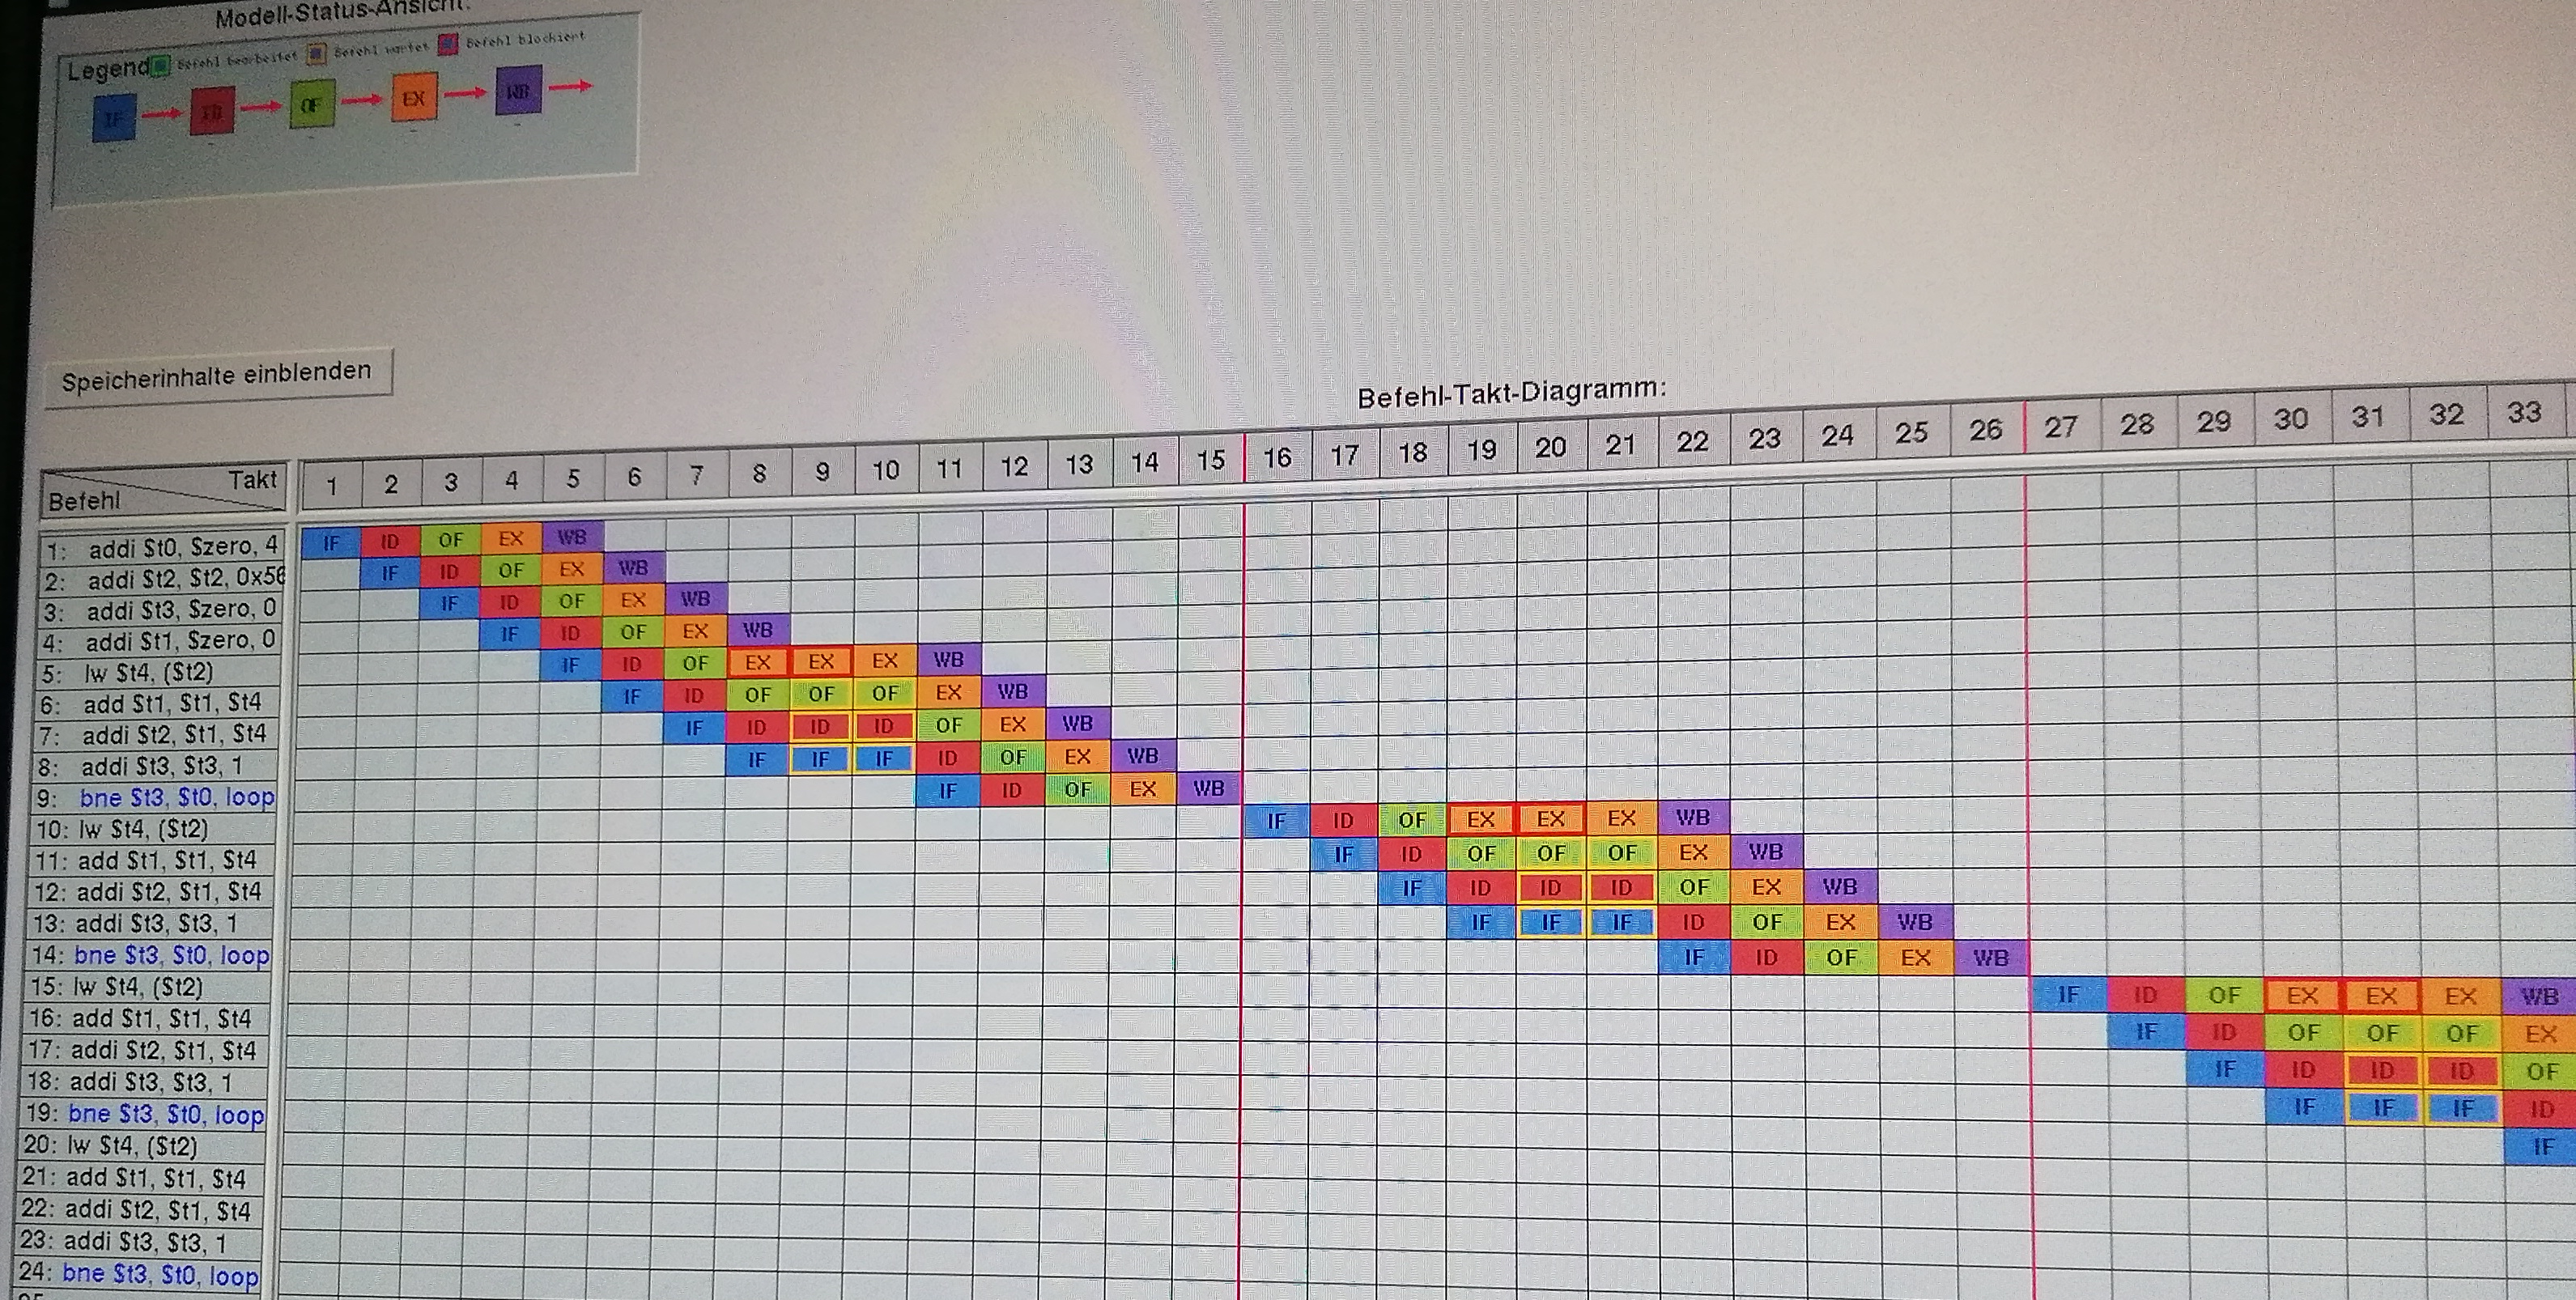 Modell-Status-Ansicht:
Legend Befehl bearbeitet Befehl wartet Befehl blockiert
IF OF EX WB
Speicherinhalte einblenden
Befehl-Takt-Diagramm:
Takt
Befehl
1 2 3 4 5 6 7 8 9 10 11 12 13 14 15 16 17 18 19 20 21 22 23 24 25 26 27 28 29 30 31 32 33
1: addi $t0, $zero, 4 IF ID OF EX WB
2: addi $t2, $t2, 0x56 IF ID OF EX WB
3: addi $t3, $zero, 0 IF ID OF EX WB
4: addi $t1, $zero, 0 IF ID OF EX WB
5: lw $t4, ($t2) IF ID OF EX EX EX WB
6: add $t1, $t1, $t4 IF ID OF OF OF EX WB
7: addi $t2, $t1, $t4 IF ID ID ID OF EX WB
8: addi $t3, $t3, 1 IF IF IF ID OF EX WB
9: bne $t3, $t0, loop IF ID OF EX WB
10: lw $t4, ($t2) IF ID OF EX EX EX WB
11: add $t1, $t1, $t4 IF ID OF OF OF EX WB
12: addi $t2, $t1, $t4 IF ID ID ID OF EX WB
13: addi $t3, $t3, 1 IF IF IF ID OF EX WB
14: bne $t3, $t0, loop IF ID OF EX WB
15: lw $t4, ($t2) IF ID OF EX EX EX WB
16: add $t1, $t1, $t4 IF ID OF OF OF EX
17: addi $t2, $t1, $t4 IF ID ID ID OF
18: addi $t3, $t3, 1 IF IF IF ID
19: bne $t3, $t0, loop IF
20: lw $t4, ($t2)
21: add $t1, $t1, $t4
22: addi $t2, $t1, $t4
23: addi $t3, $t3, 1
24: bne $t3, $t0, loop